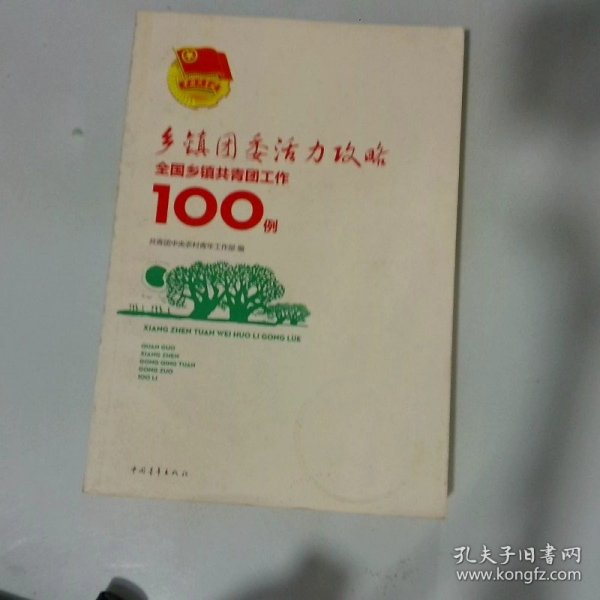 乡镇团委活力攻略
全国乡镇共青团工作
100例
共青团中央农村青年工作部 编
XIANG ZHEN TUAN WEI HUO LI GONG LUE
QUAN GUO
XIANG ZHEN
GONG QING TUAN
GONG ZUO
100 LI
中国青年出版社
孔夫子旧书网
www.kongfz.com